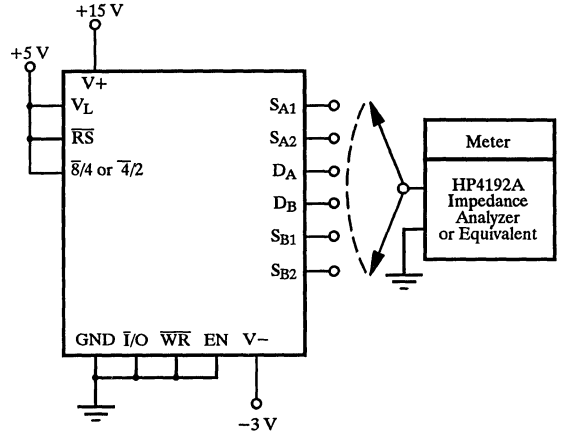 +15 V
+5 V
V+
VL
RS
8/4 or 4/2
SA1
SA2
DA
DB
SB1
SB2
Meter
HP4192A
Impedance
Analyzer
or Equivalent
GND I/O WR EN V−
−3 V